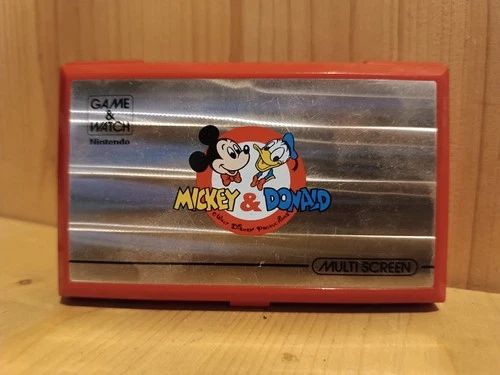 GAME
&
WATCH
Nintendo
MICKEY & DONALD
© Walt Disney Productions
MULTI SCREEN